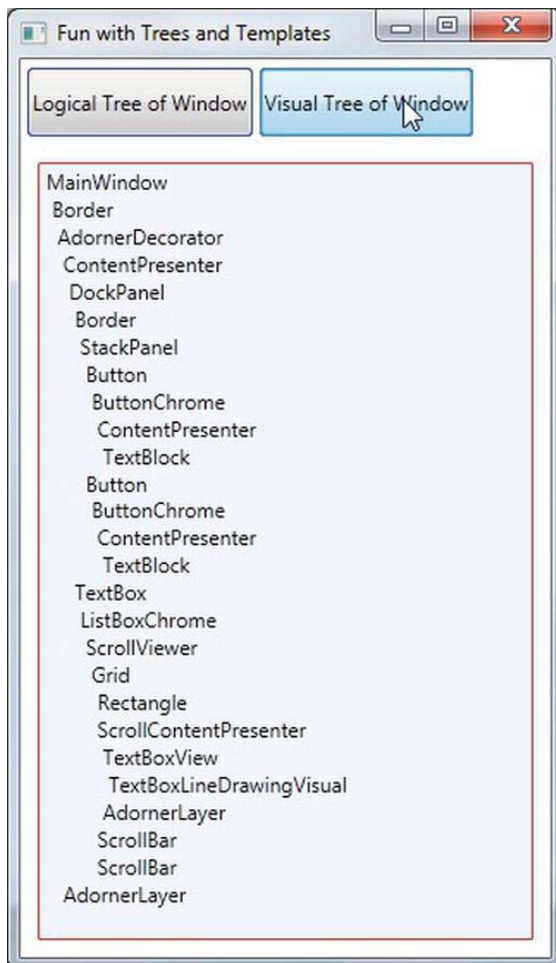 Fun with Trees and Templates
Logical Tree of Window
Visual Tree of Window
MainWindow
Border
AdornerDecorator
ContentPresenter
DockPanel
Border
StackPanel
Button
ButtonChrome
ContentPresenter
TextBlock
Button
ButtonChrome
ContentPresenter
TextBlock
TextBox
ListBoxChrome
ScrollViewer
Grid
Rectangle
ScrollContentPresenter
TextBoxView
TextBoxLineDrawingVisual
AdornerLayer
ScrollBar
ScrollBar
AdornerLayer